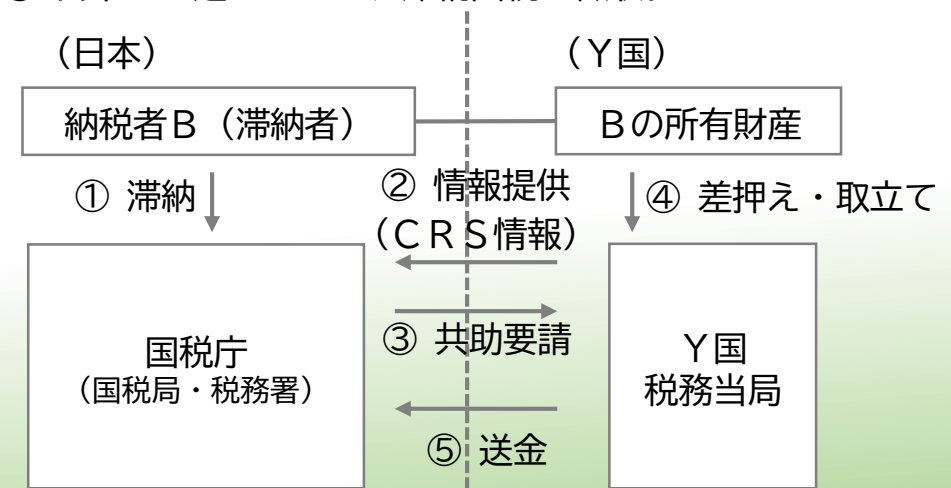 （日本）
（Ｙ国）
納税者Ｂ（滞納者）
Ｂの所有財産
① 滞納
② 情報提供
（ＣＲＳ情報）
④ 差押え・取立て
③ 共助要請
国税庁
（国税局・税務署）
Ｙ国
税務当局
⑤ 送金